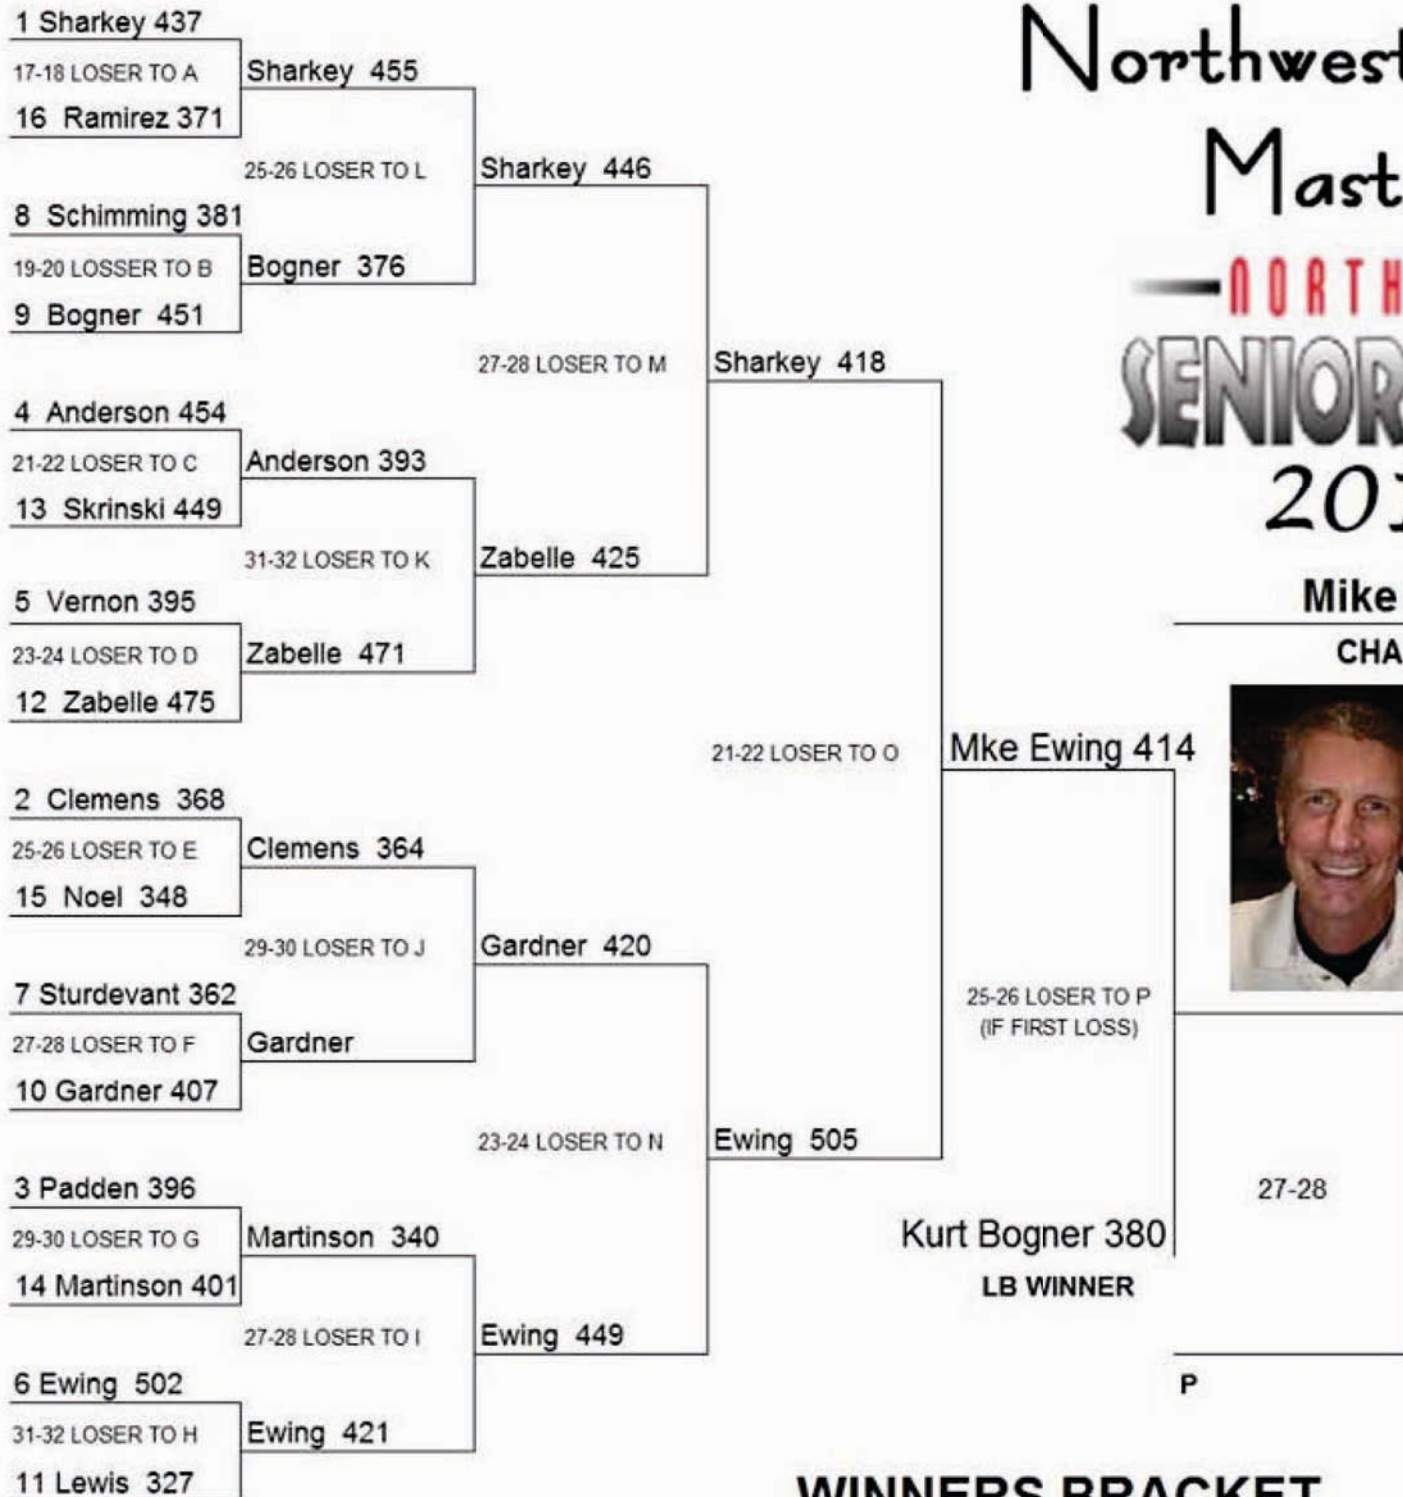 1 Sharkey 437
17-18 LOSER TO A
16 Ramirez 371
Sharkey 455
25-26 LOSER TO L
8 Schimming 381
19-20 LOSSER TO B
9 Bogner 451
Bogner 376
Sharkey 446
27-28 LOSER TO M
4 Anderson 454
21-22 LOSER TO C
13 Skrinski 449
Anderson 393
31-32 LOSER TO K
5 Vernon 395
23-24 LOSER TO D
12 Zabelle 475
Zabelle 471
Zabelle 425
Sharkey 418
21-22 LOSER TO O
2 Clemens 368
25-26 LOSER TO E
15 Noel 348
Clemens 364
29-30 LOSER TO J
7 Sturdevant 362
27-28 LOSER TO F
10 Gardner 407
Gardner
Gardner 420
23-24 LOSER TO N
3 Padden 396
29-30 LOSER TO G
14 Martinson 401
Martinson 340
27-28 LOSER TO I
6 Ewing 502
31-32 LOSER TO H
11 Lewis 327
Ewing 421
Ewing 449
Ewing 505
Mke Ewing 414
25-26 LOSER TO P
(IF FIRST LOSS)
Kurt Bogner 380
LB WINNER
Northwest
Mast
NORTH
SENIOR
201
Mike
CHA
27-28
P
WINNERS BRACKET